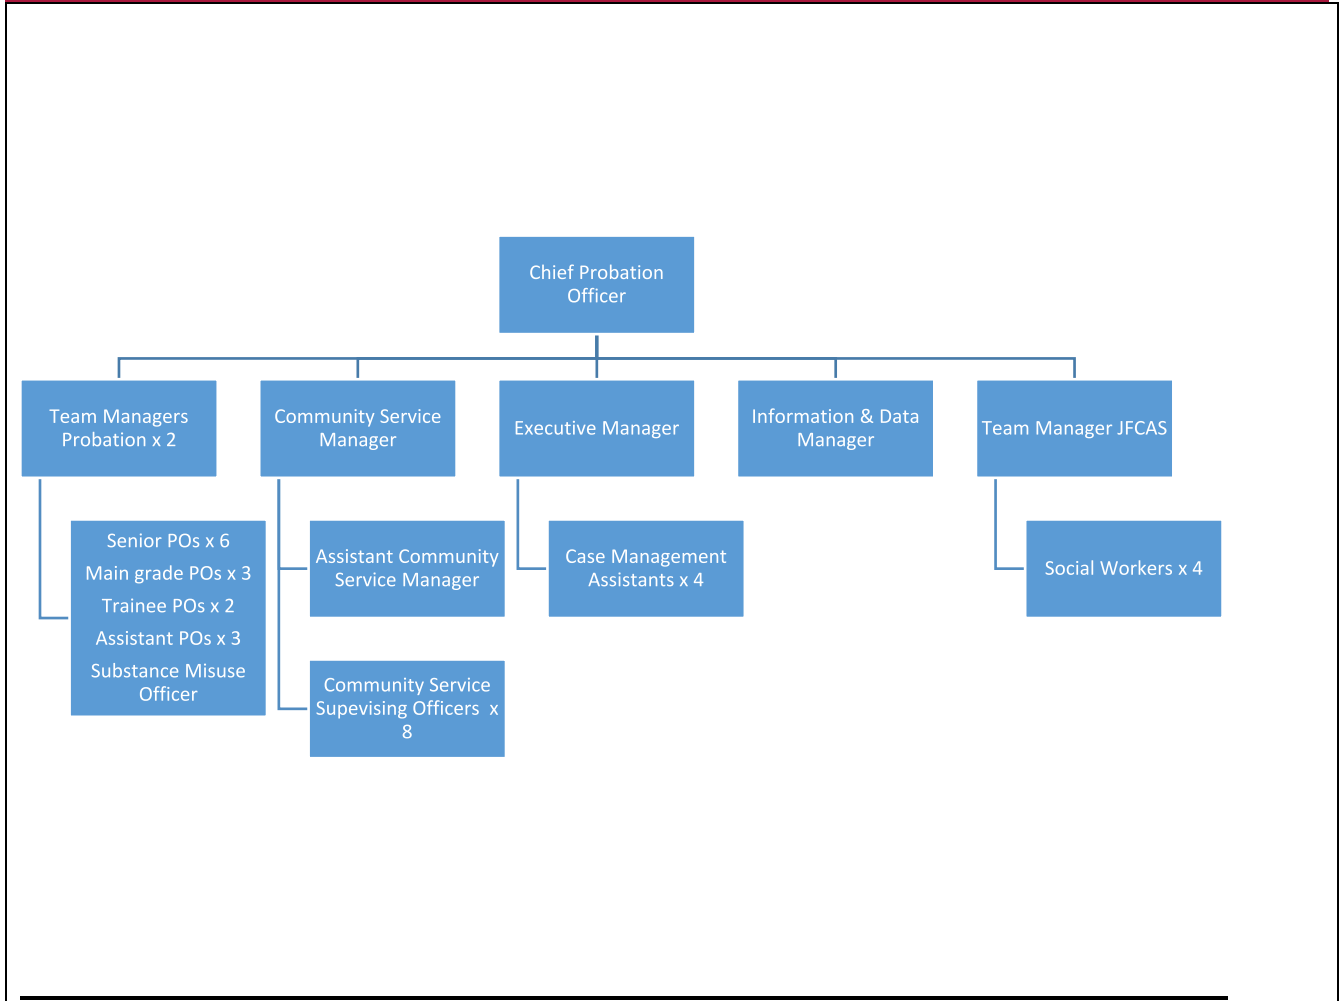 Chief Probation
Officer
Team Managers
Probation x 2
Community Service
Manager
Executive Manager
Information & Data
Manager
Team Manager JFCAS
Senior POs x 6
Main grade POs x 3
Trainee POs x 2
Assistant POs x 3
Substance Misuse
Officer
Assistant Community
Service Manager
Community Service
Supevising Officers  x
8
Case Management
Assistants x 4
Social Workers x 4